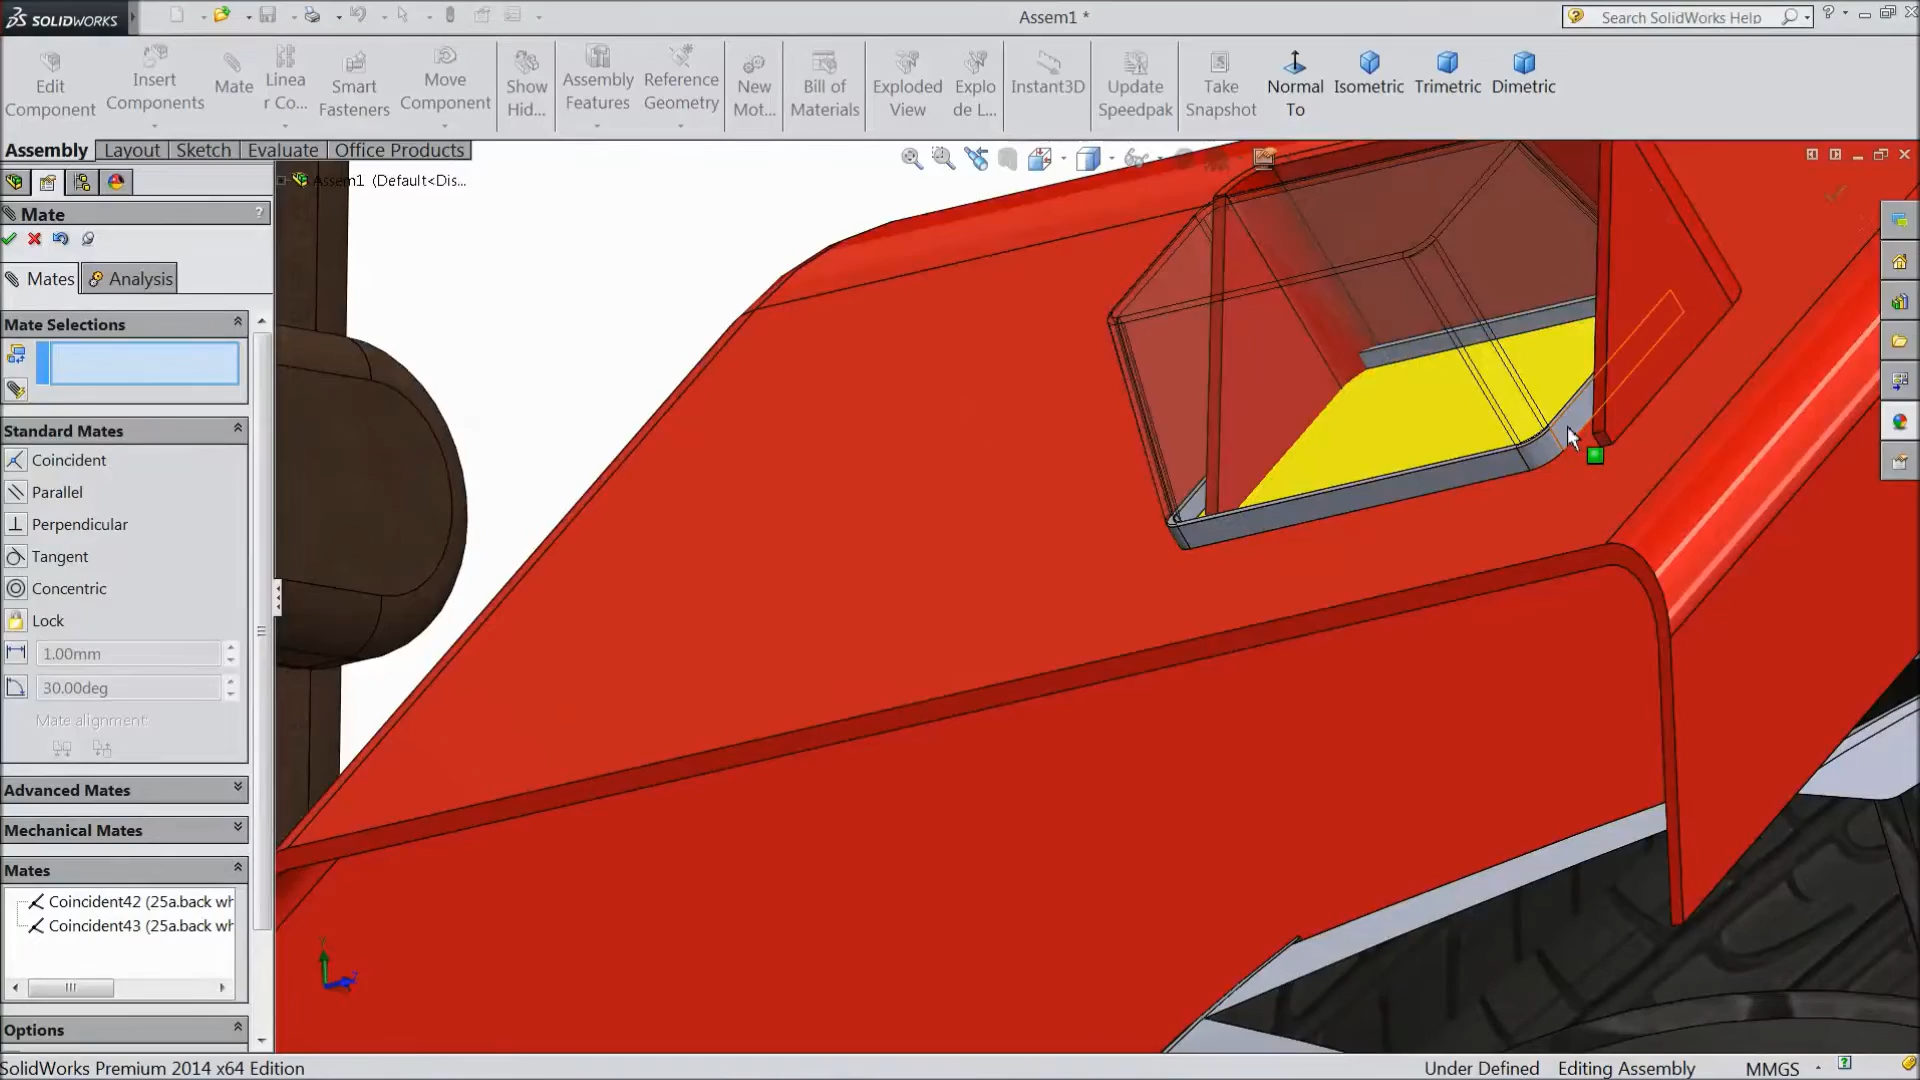 SOLIDWORKS
Assem1 *
Search SolidWorks Help
Edit Component
Insert Components
Mate
Linea r Co...
Smart Fasteners
Move Component
Show Hid...
Assembly Features
Reference Geometry
New Mot...
Bill of Materials
Exploded View
Explo de L...
Instant3D
Update Speedpak
Take Snapshot
Normal To
Isometric
Trimetric
Dimetric
Assembly
Layout
Sketch
Evaluate
Office Products
Assem1 (Default<Dis...
Mate
?
Mates
Analysis
Mate Selections
Standard Mates
Coincident
Parallel
Perpendicular
Tangent
Concentric
Lock
1.00mm
30.00deg
Mate alignment:
Advanced Mates
Mechanical Mates
Mates
Coincident42 (25a.back wh
Coincident43 (25a.back wh
Options
SolidWorks Premium 2014 x64 Edition
Under Defined
Editing Assembly
MMGS